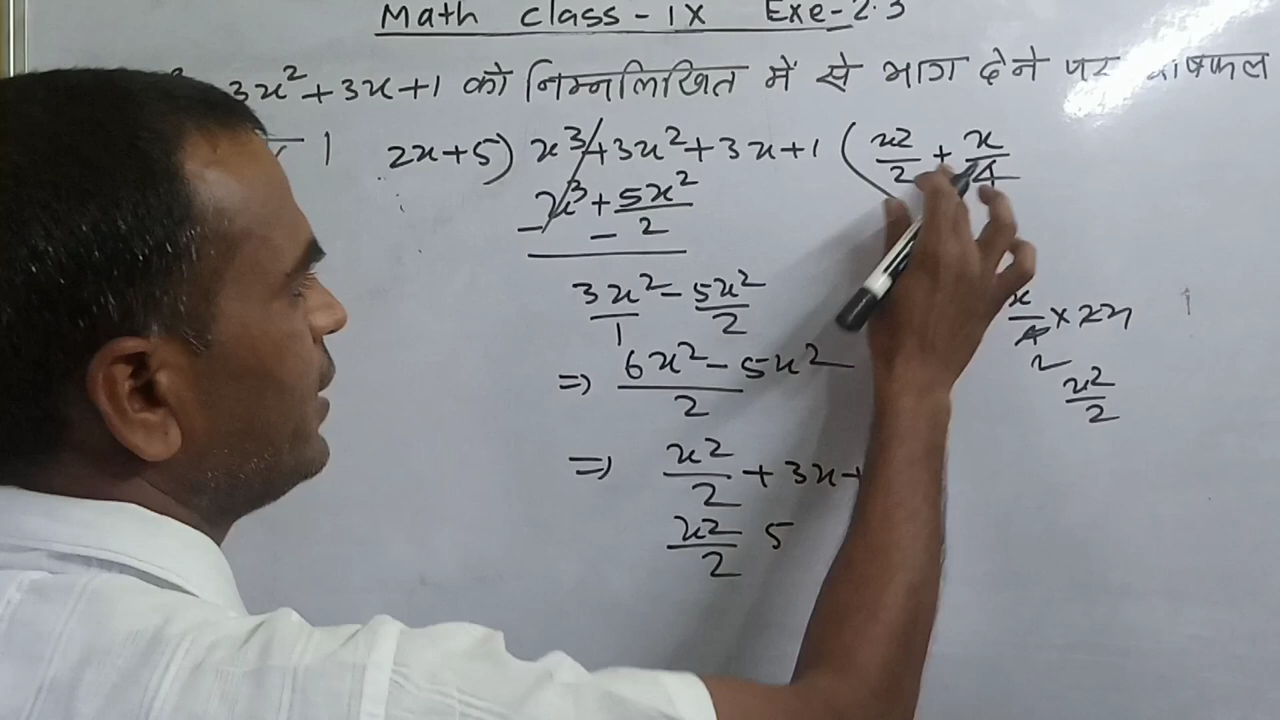 Math class - IX Exe-2.3
3x² + 3x + 1 को निम्नलिखित में से भाग देने पर
1 2x+5) x³ + 3x² + 3x + 1 ( x²/2 + x/4
x³ + 5x²/2
- -
3x²/1 - 5x²/2
x/4 × 2x
2
⇒ 6x² - 5x² / 2
x²/2
⇒ x²/2 + 3x +
x²/2 5